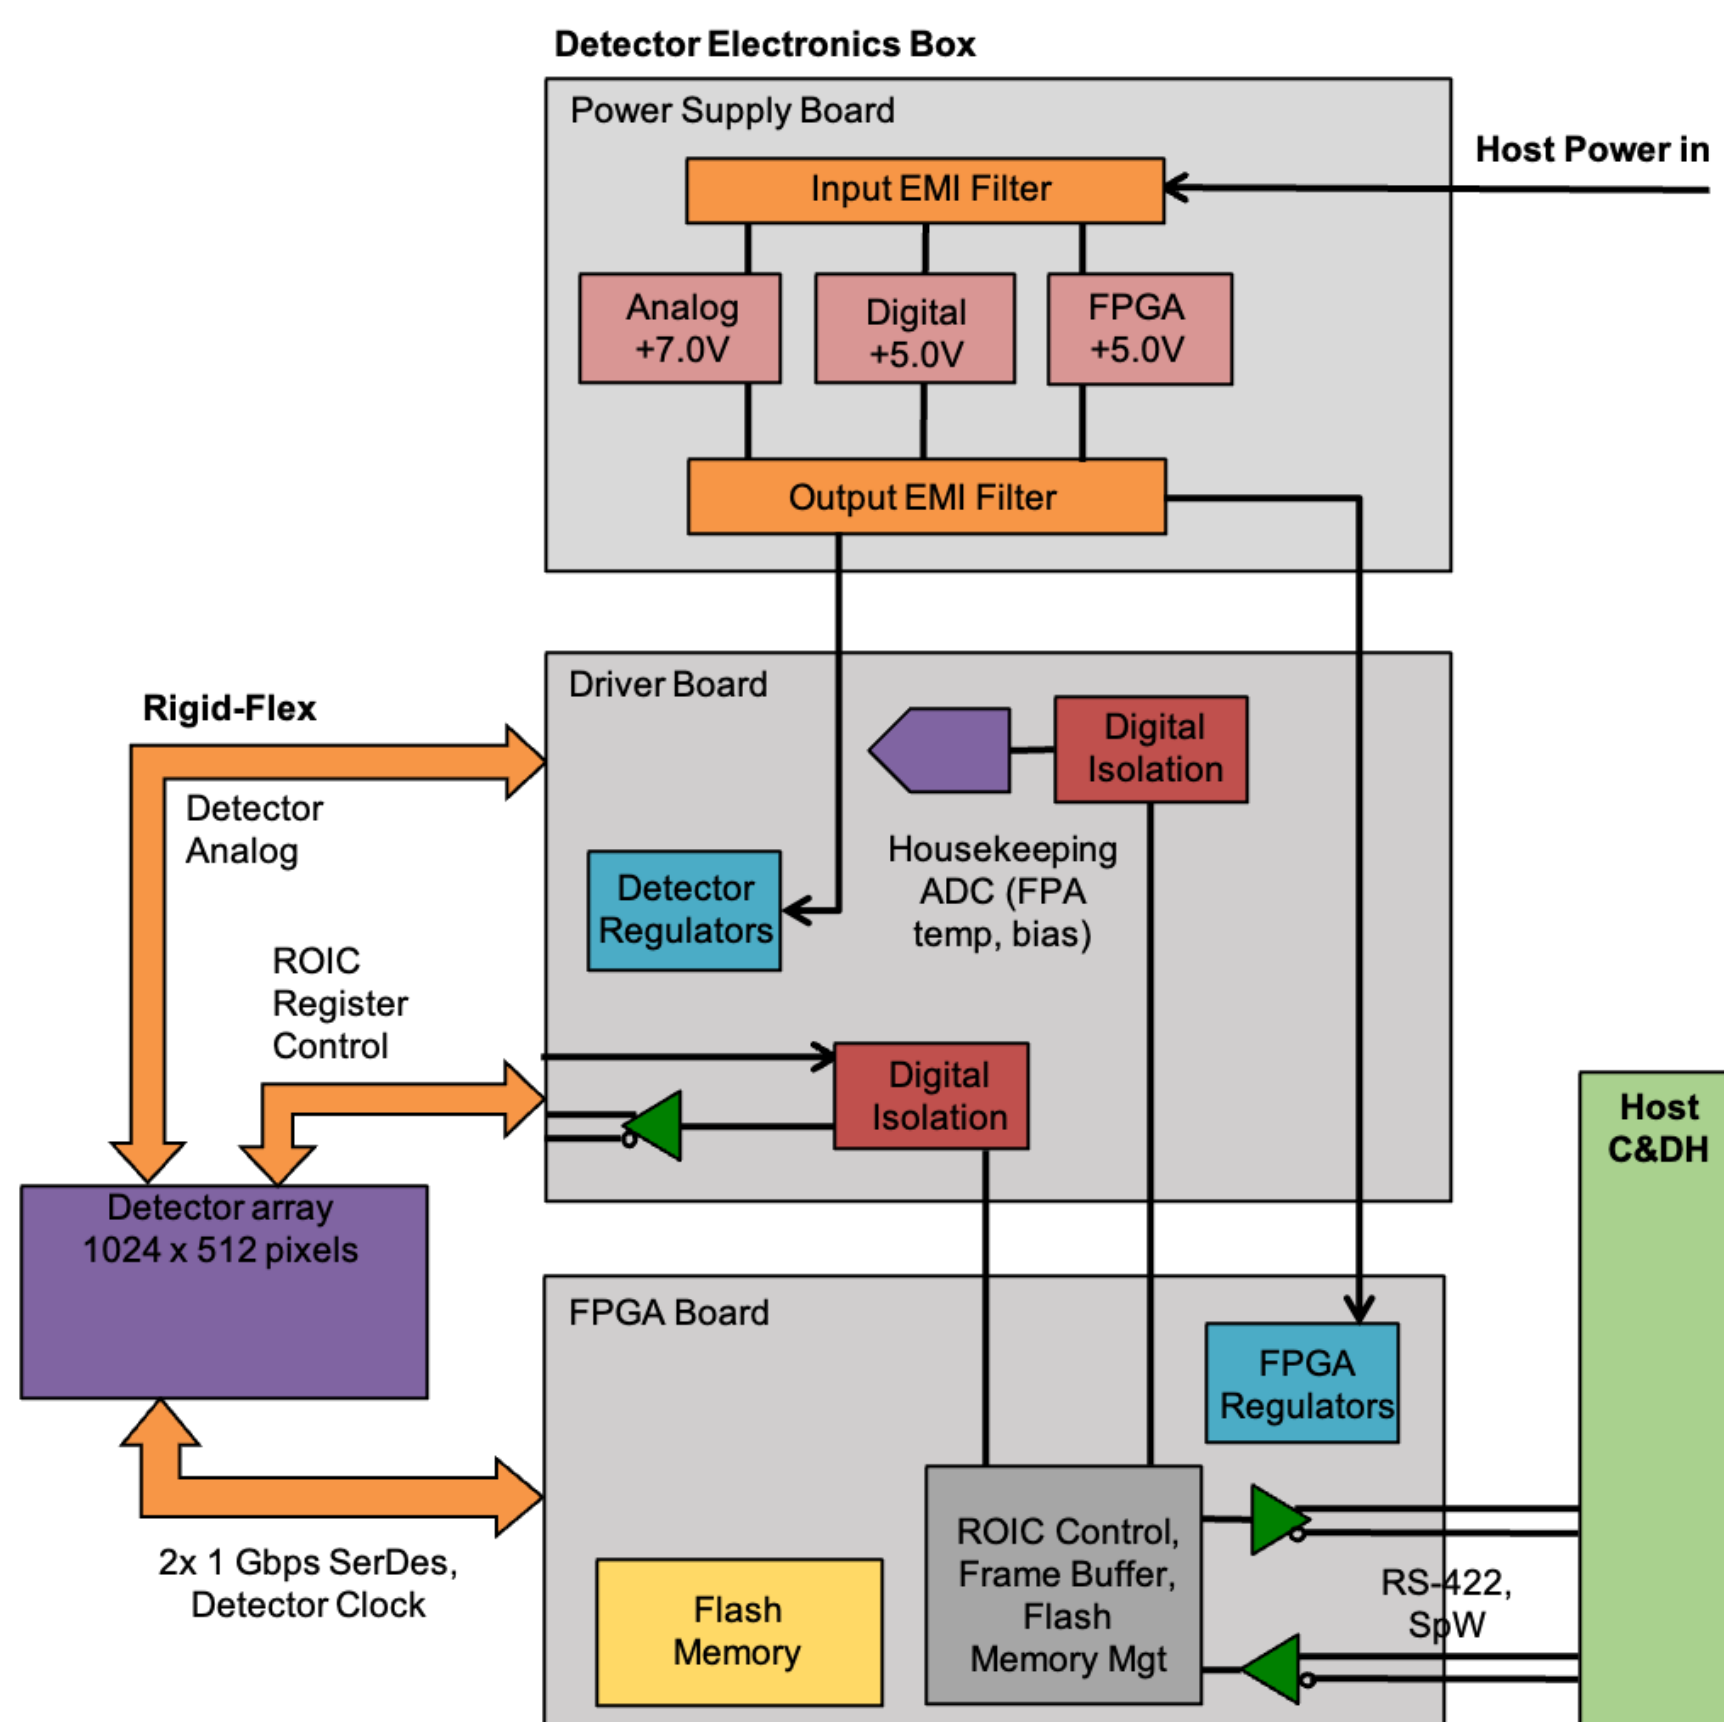 Detector Electronics Box
Power Supply Board
Host Power in
Input EMI Filter
Analog
+7.0V
Digital
+5.0V
FPGA
+5.0V
Output EMI Filter
Driver Board
Rigid-Flex
Digital
Isolation
Detector
Analog
Housekeeping
ADC (FPA
temp, bias)
Detector
Regulators
ROIC
Register
Control
Digital
Isolation
Host
C&DH
Detector array
1024 x 512 pixels
FPGA Board
FPGA
Regulators
2x 1 Gbps SerDes,
Detector Clock
Flash
Memory
ROIC Control,
Frame Buffer,
Flash
Memory Mgt
RS-422,
SpW